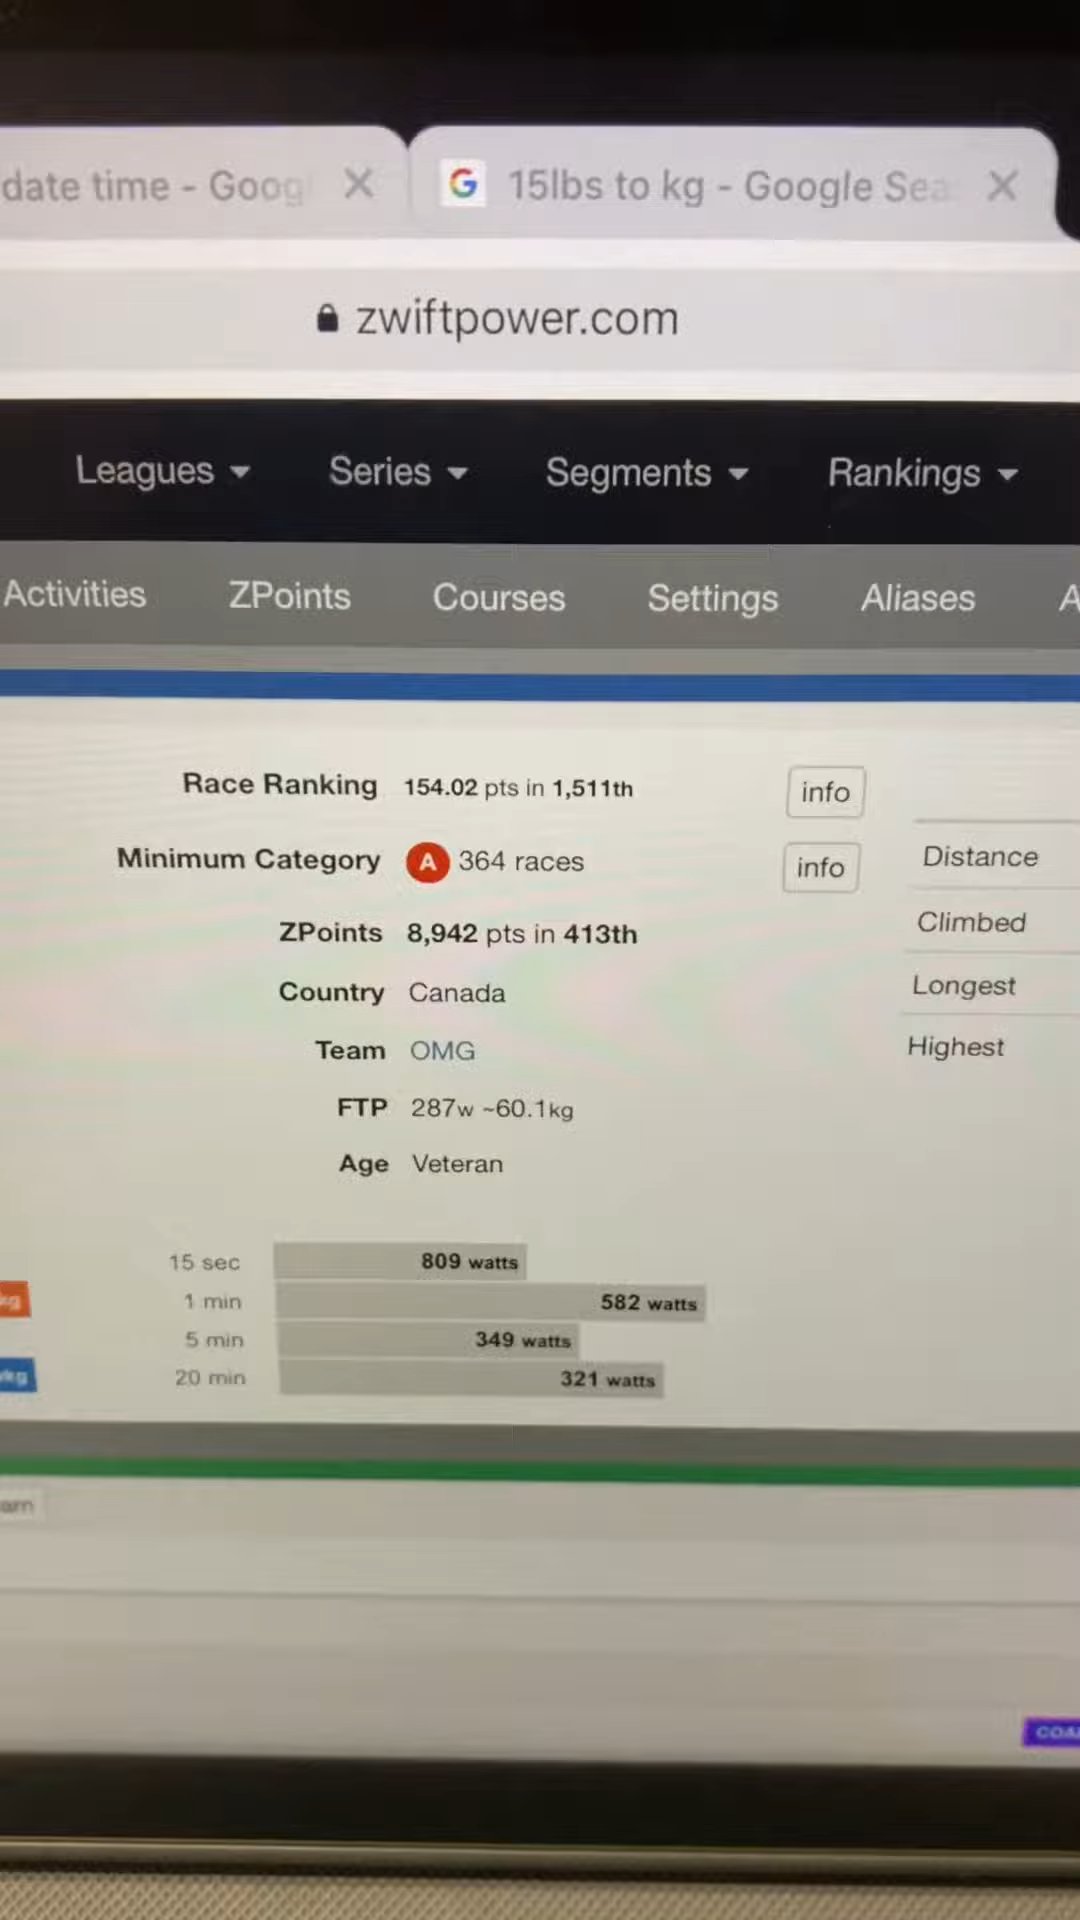 date time - Goog
15lbs to kg - Google Sea
zwiftpower.com
Leagues Series Segments Rankings
Activities ZPoints Courses Settings Aliases A
Race Ranking 154.02 pts in 1,511th info
Minimum Category A 364 races info
Distance
ZPoints 8,942 pts in 413th
Climbed
Country Canada
Longest
Team OMG
Highest
FTP 287w ~60.1kg
Age Veteran
15 sec 809 watts
kg 1 min 582 watts
5 min 349 watts
kg 20 min 321 watts